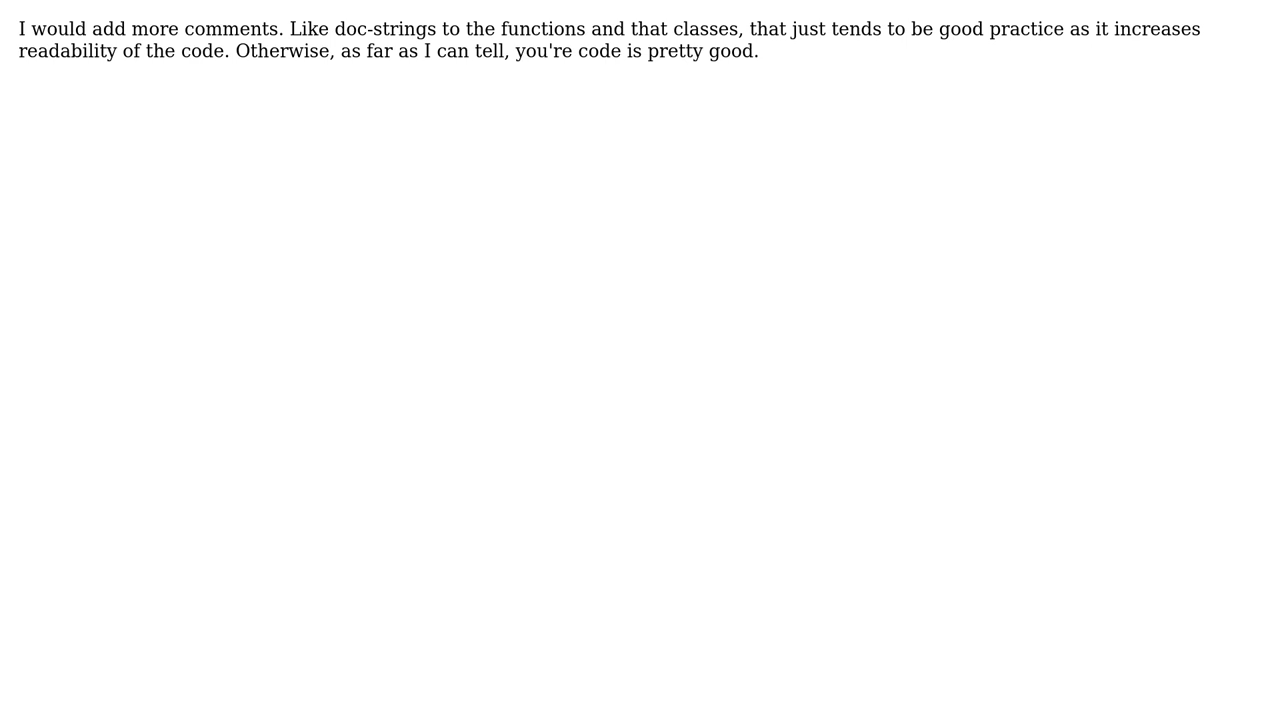 I would add more comments. Like doc-strings to the functions and that classes, that just tends to be good practice as it increases
readability of the code. Otherwise, as far as I can tell, you're code is pretty good.